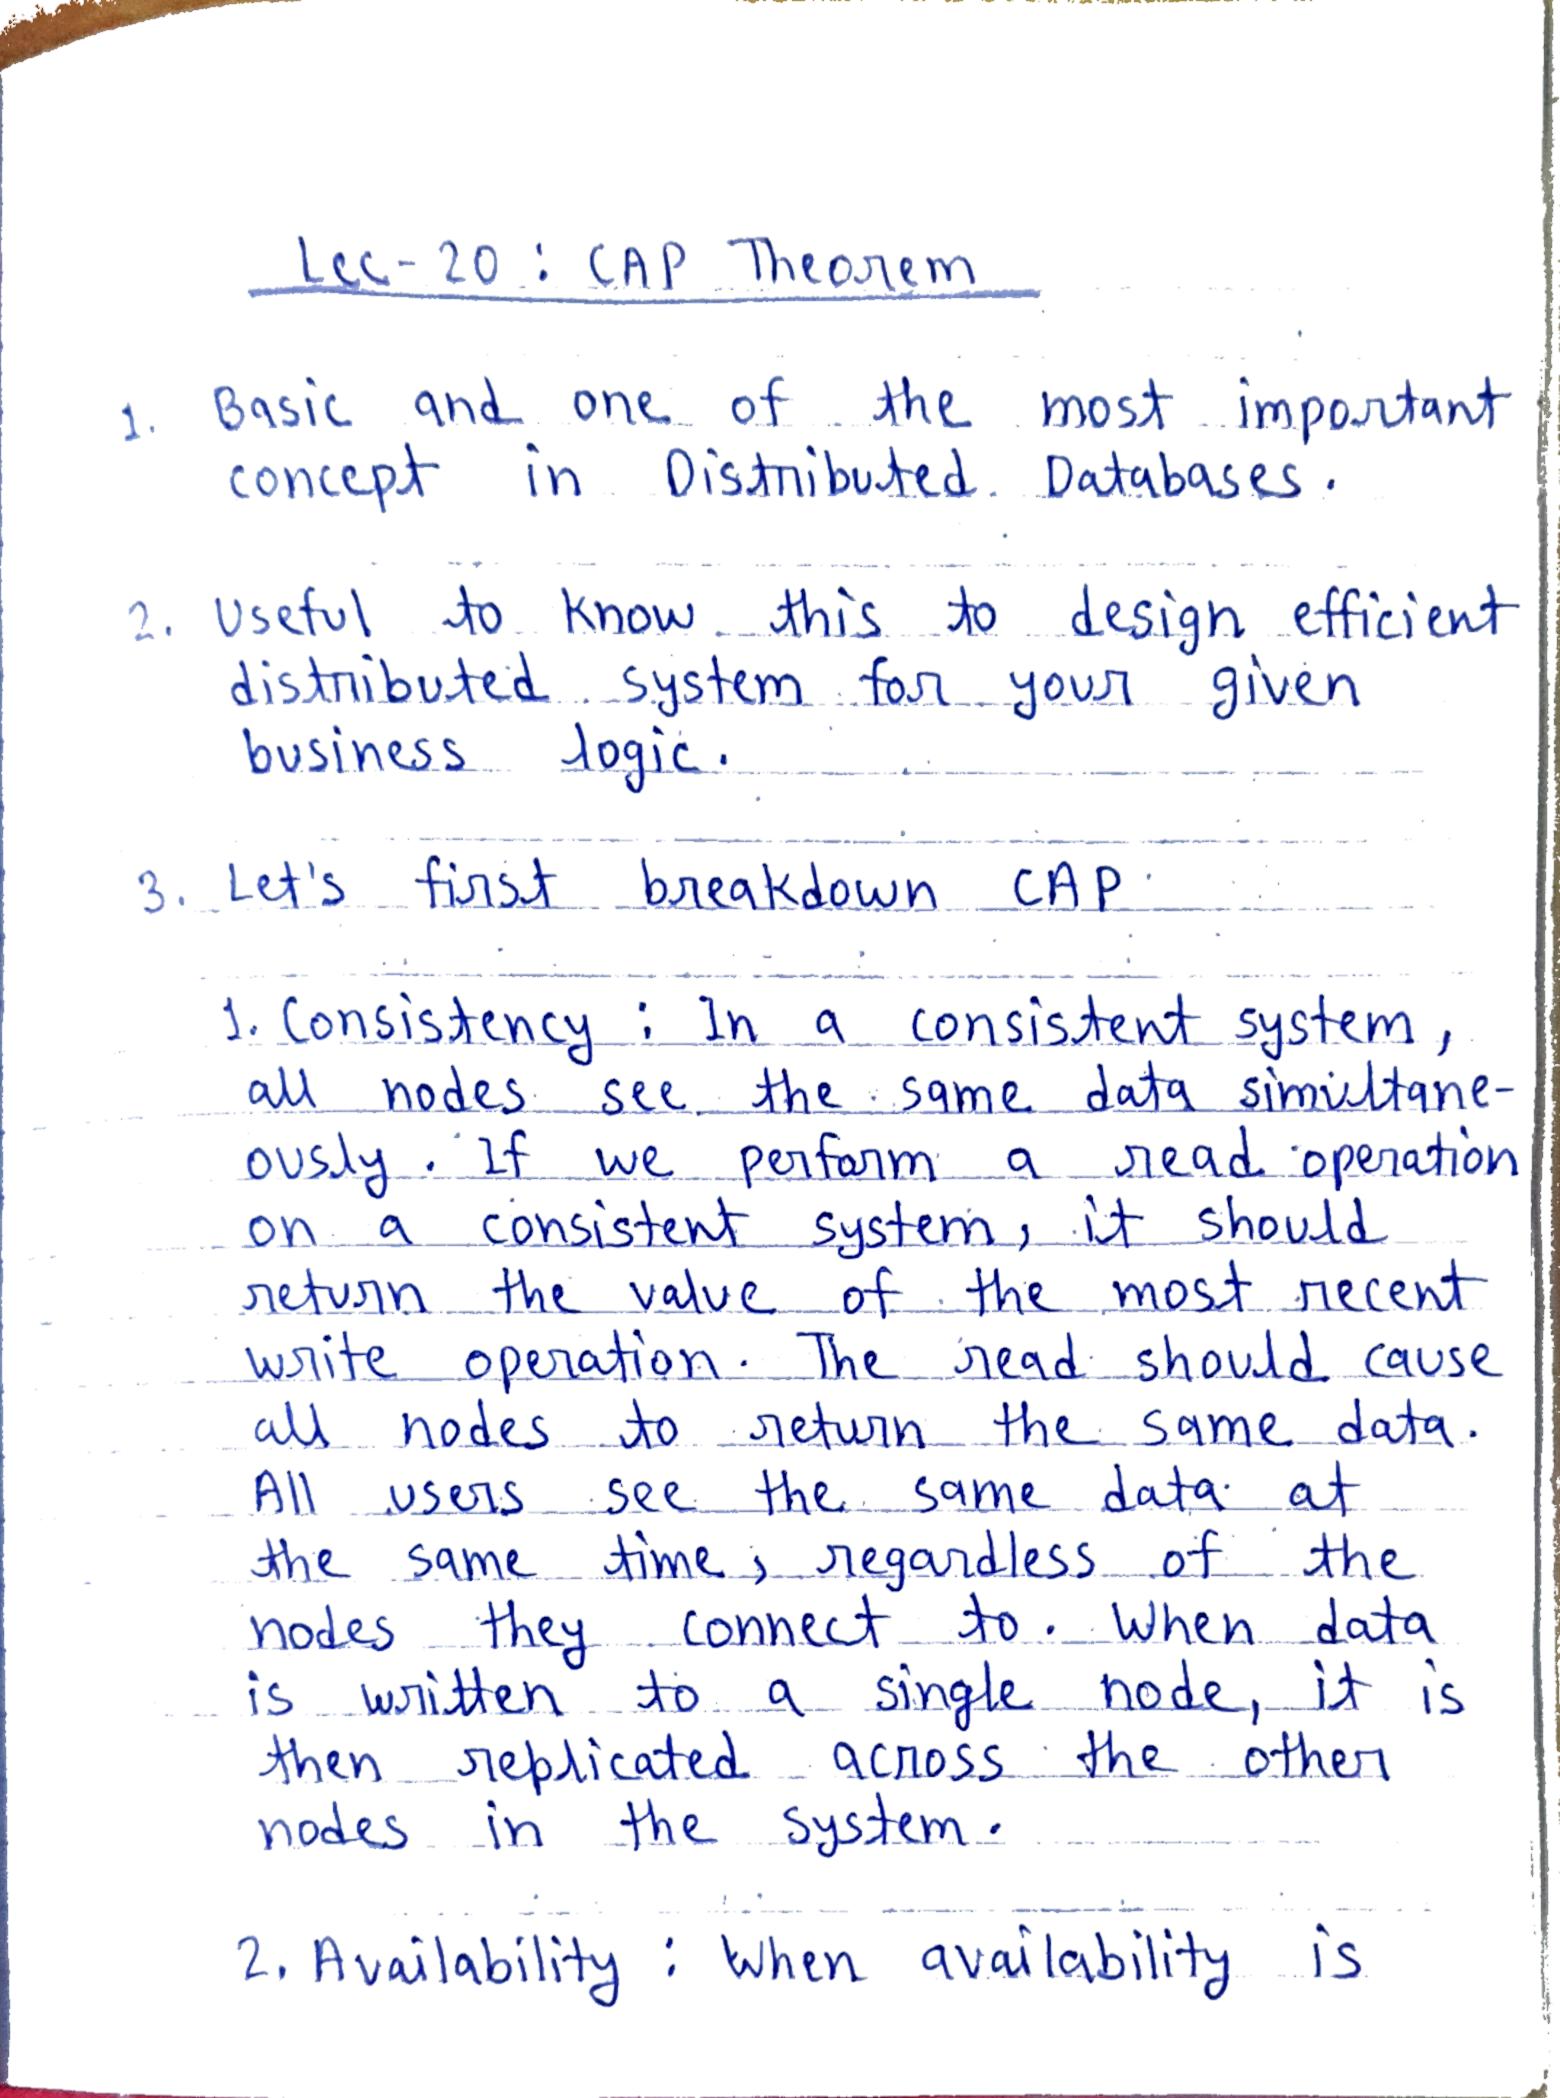 Lec-20 : CAP Theorem
1. Basic and one of the most important
concept in Distributed Databases.
2. Useful to know this to design efficient
distributed system for your given
business logic.
3. Let's first breakdown CAP
1. Consistency : In a consistent system,
all nodes see the same data simultane-
ously. If we perform a read operation
on a consistent system, it should
return the value of the most recent
write operation. The read should cause
all nodes to return the same data.
All users see the same data at
the same time, regardless of the
nodes they connect to. When data
is written to a single node, it is
then replicated across the other
nodes in the system.
2. Availability : When availability is